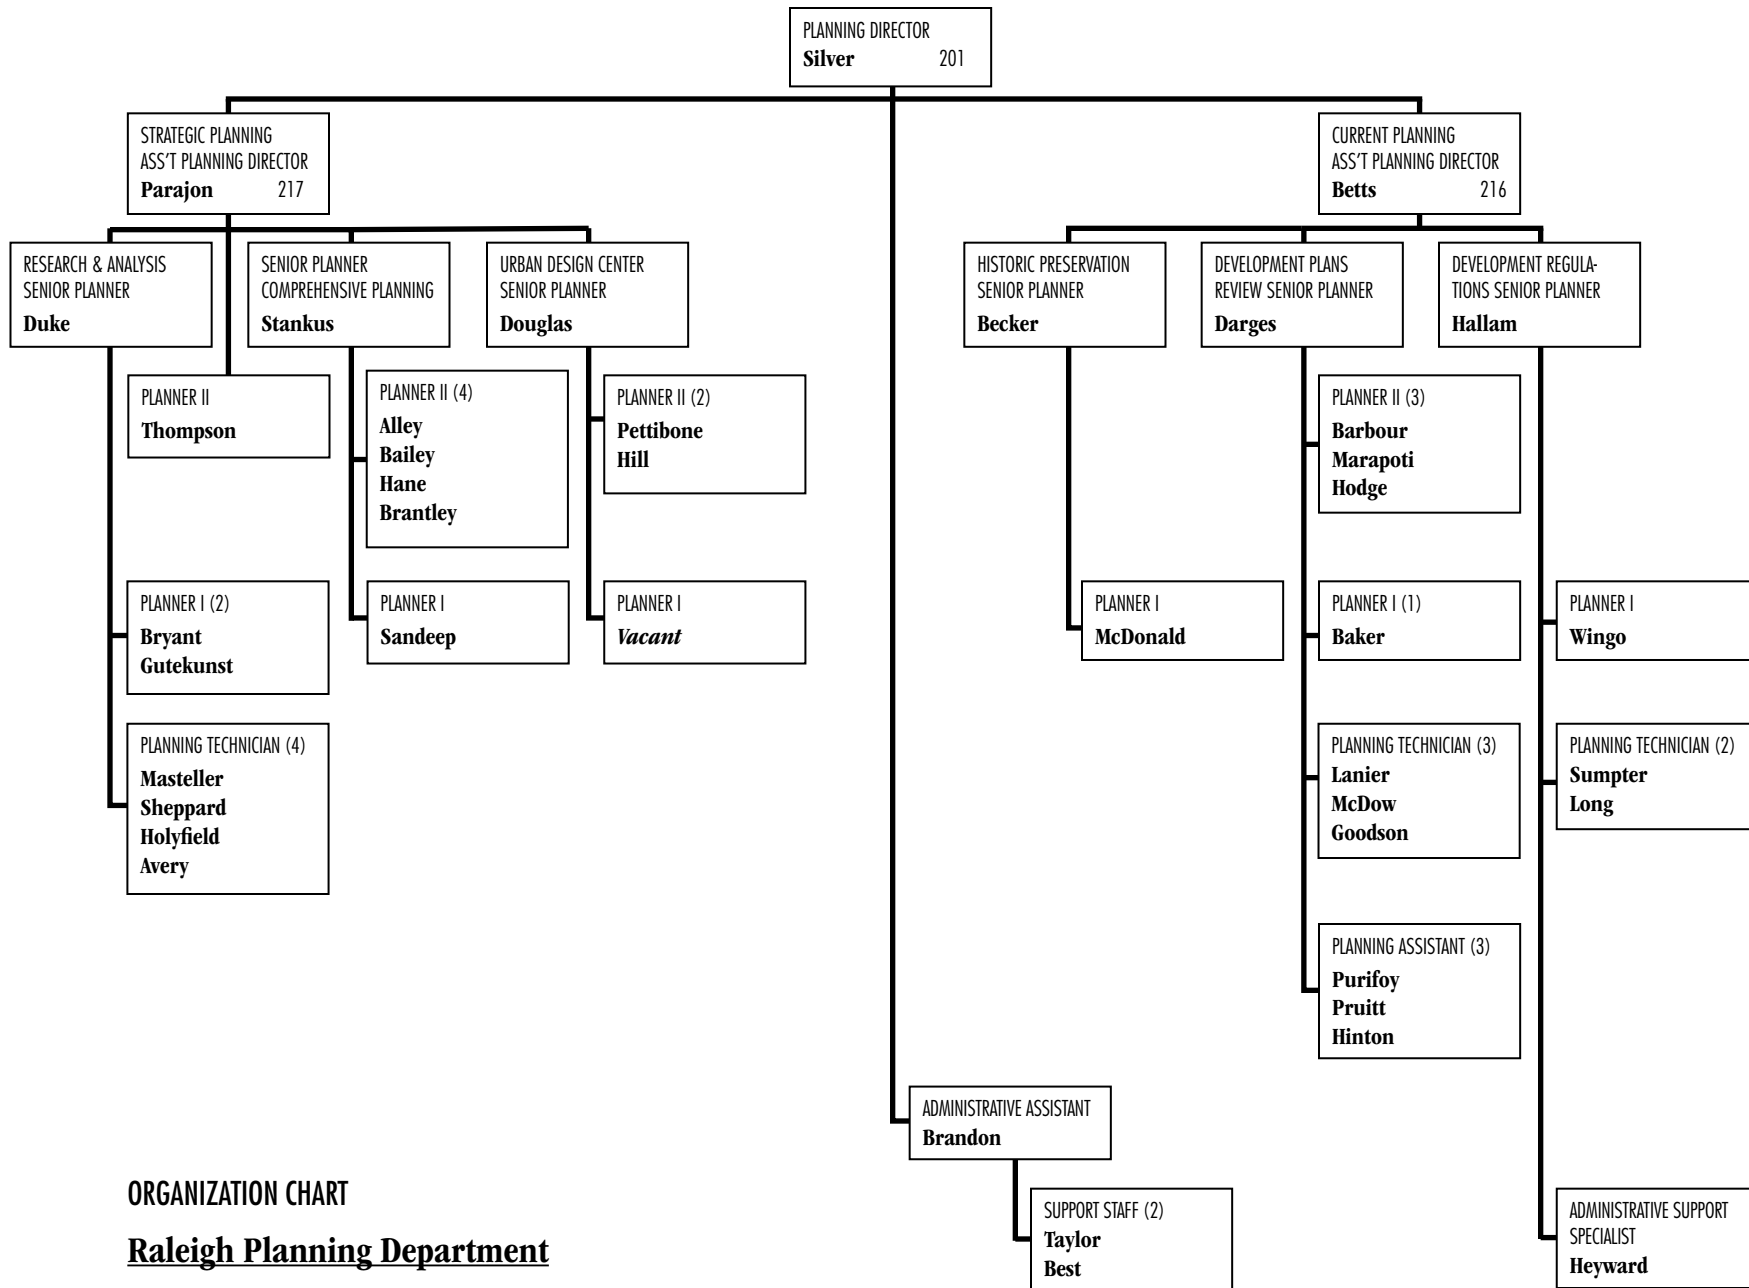 PLANNING DIRECTOR
Silver 201
STRATEGIC PLANNING
ASS'T PLANNING DIRECTOR
Parajon 217
CURRENT PLANNING
ASS'T PLANNING DIRECTOR
Betts 216
RESEARCH & ANALYSIS
SENIOR PLANNER
Duke
SENIOR PLANNER
COMPREHENSIVE PLANNING
Stankus
URBAN DESIGN CENTER
SENIOR PLANNER
Douglas
HISTORIC PRESERVATION
SENIOR PLANNER
Becker
DEVELOPMENT PLANS
REVIEW SENIOR PLANNER
Darges
DEVELOPMENT REGULA-
TIONS SENIOR PLANNER
Hallam
PLANNER II
Thompson
PLANNER II (4)
Alley
Bailey
Hane
Brantley
PLANNER II (2)
Pettibone
Hill
PLANNER II (3)
Barbour
Marapoti
Hodge
PLANNER I (2)
Bryant
Gutekunst
PLANNER I
Sandeep
PLANNER I
Vacant
PLANNER I
McDonald
PLANNER I (1)
Baker
PLANNER I
Wingo
PLANNING TECHNICIAN (4)
Masteller
Sheppard
Holyfield
Avery
PLANNING TECHNICIAN (3)
Lanier
McDow
Goodson
PLANNING TECHNICIAN (2)
Sumpter
Long
PLANNING ASSISTANT (3)
Purifoy
Pruitt
Hinton
ADMINISTRATIVE ASSISTANT
Brandon
SUPPORT STAFF (2)
Taylor
Best
ADMINISTRATIVE SUPPORT
SPECIALIST
Heyward
ORGANIZATION CHART
Raleigh Planning Department